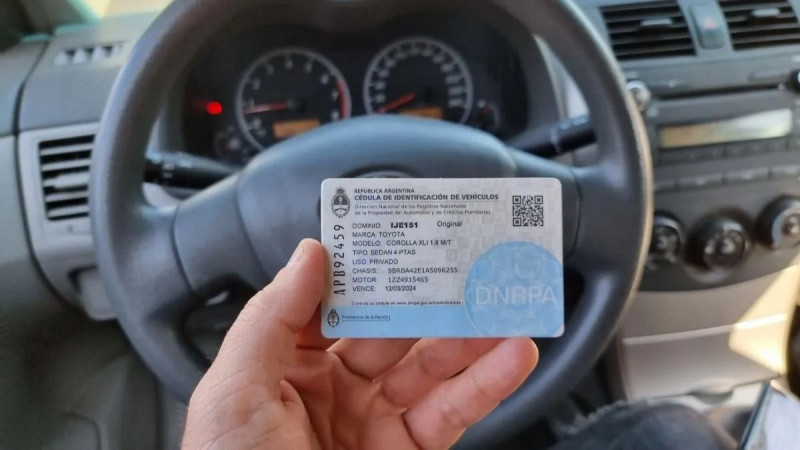 REPÚBLICA ARGENTINA
CÉDULA DE IDENTIFICACIÓN DE VEHÍCULOS
Dirección Nacional de los Registros Nacionales
de la Propiedad del Automotor y de Créditos Prendarios
DOMINIO: IJE151 Original
MARCA: TOYOTA
MODELO: COROLLA XLI 1.8 M/T
TIPO: SEDAN 4 PTAS
USO: PRIVADO
CHASIS: 9BRBA42E1A5096255
MOTOR: 1ZZ4915465
VENCE: 12/03/2024
APB92459
DNRPA
Presidencia de la Nación